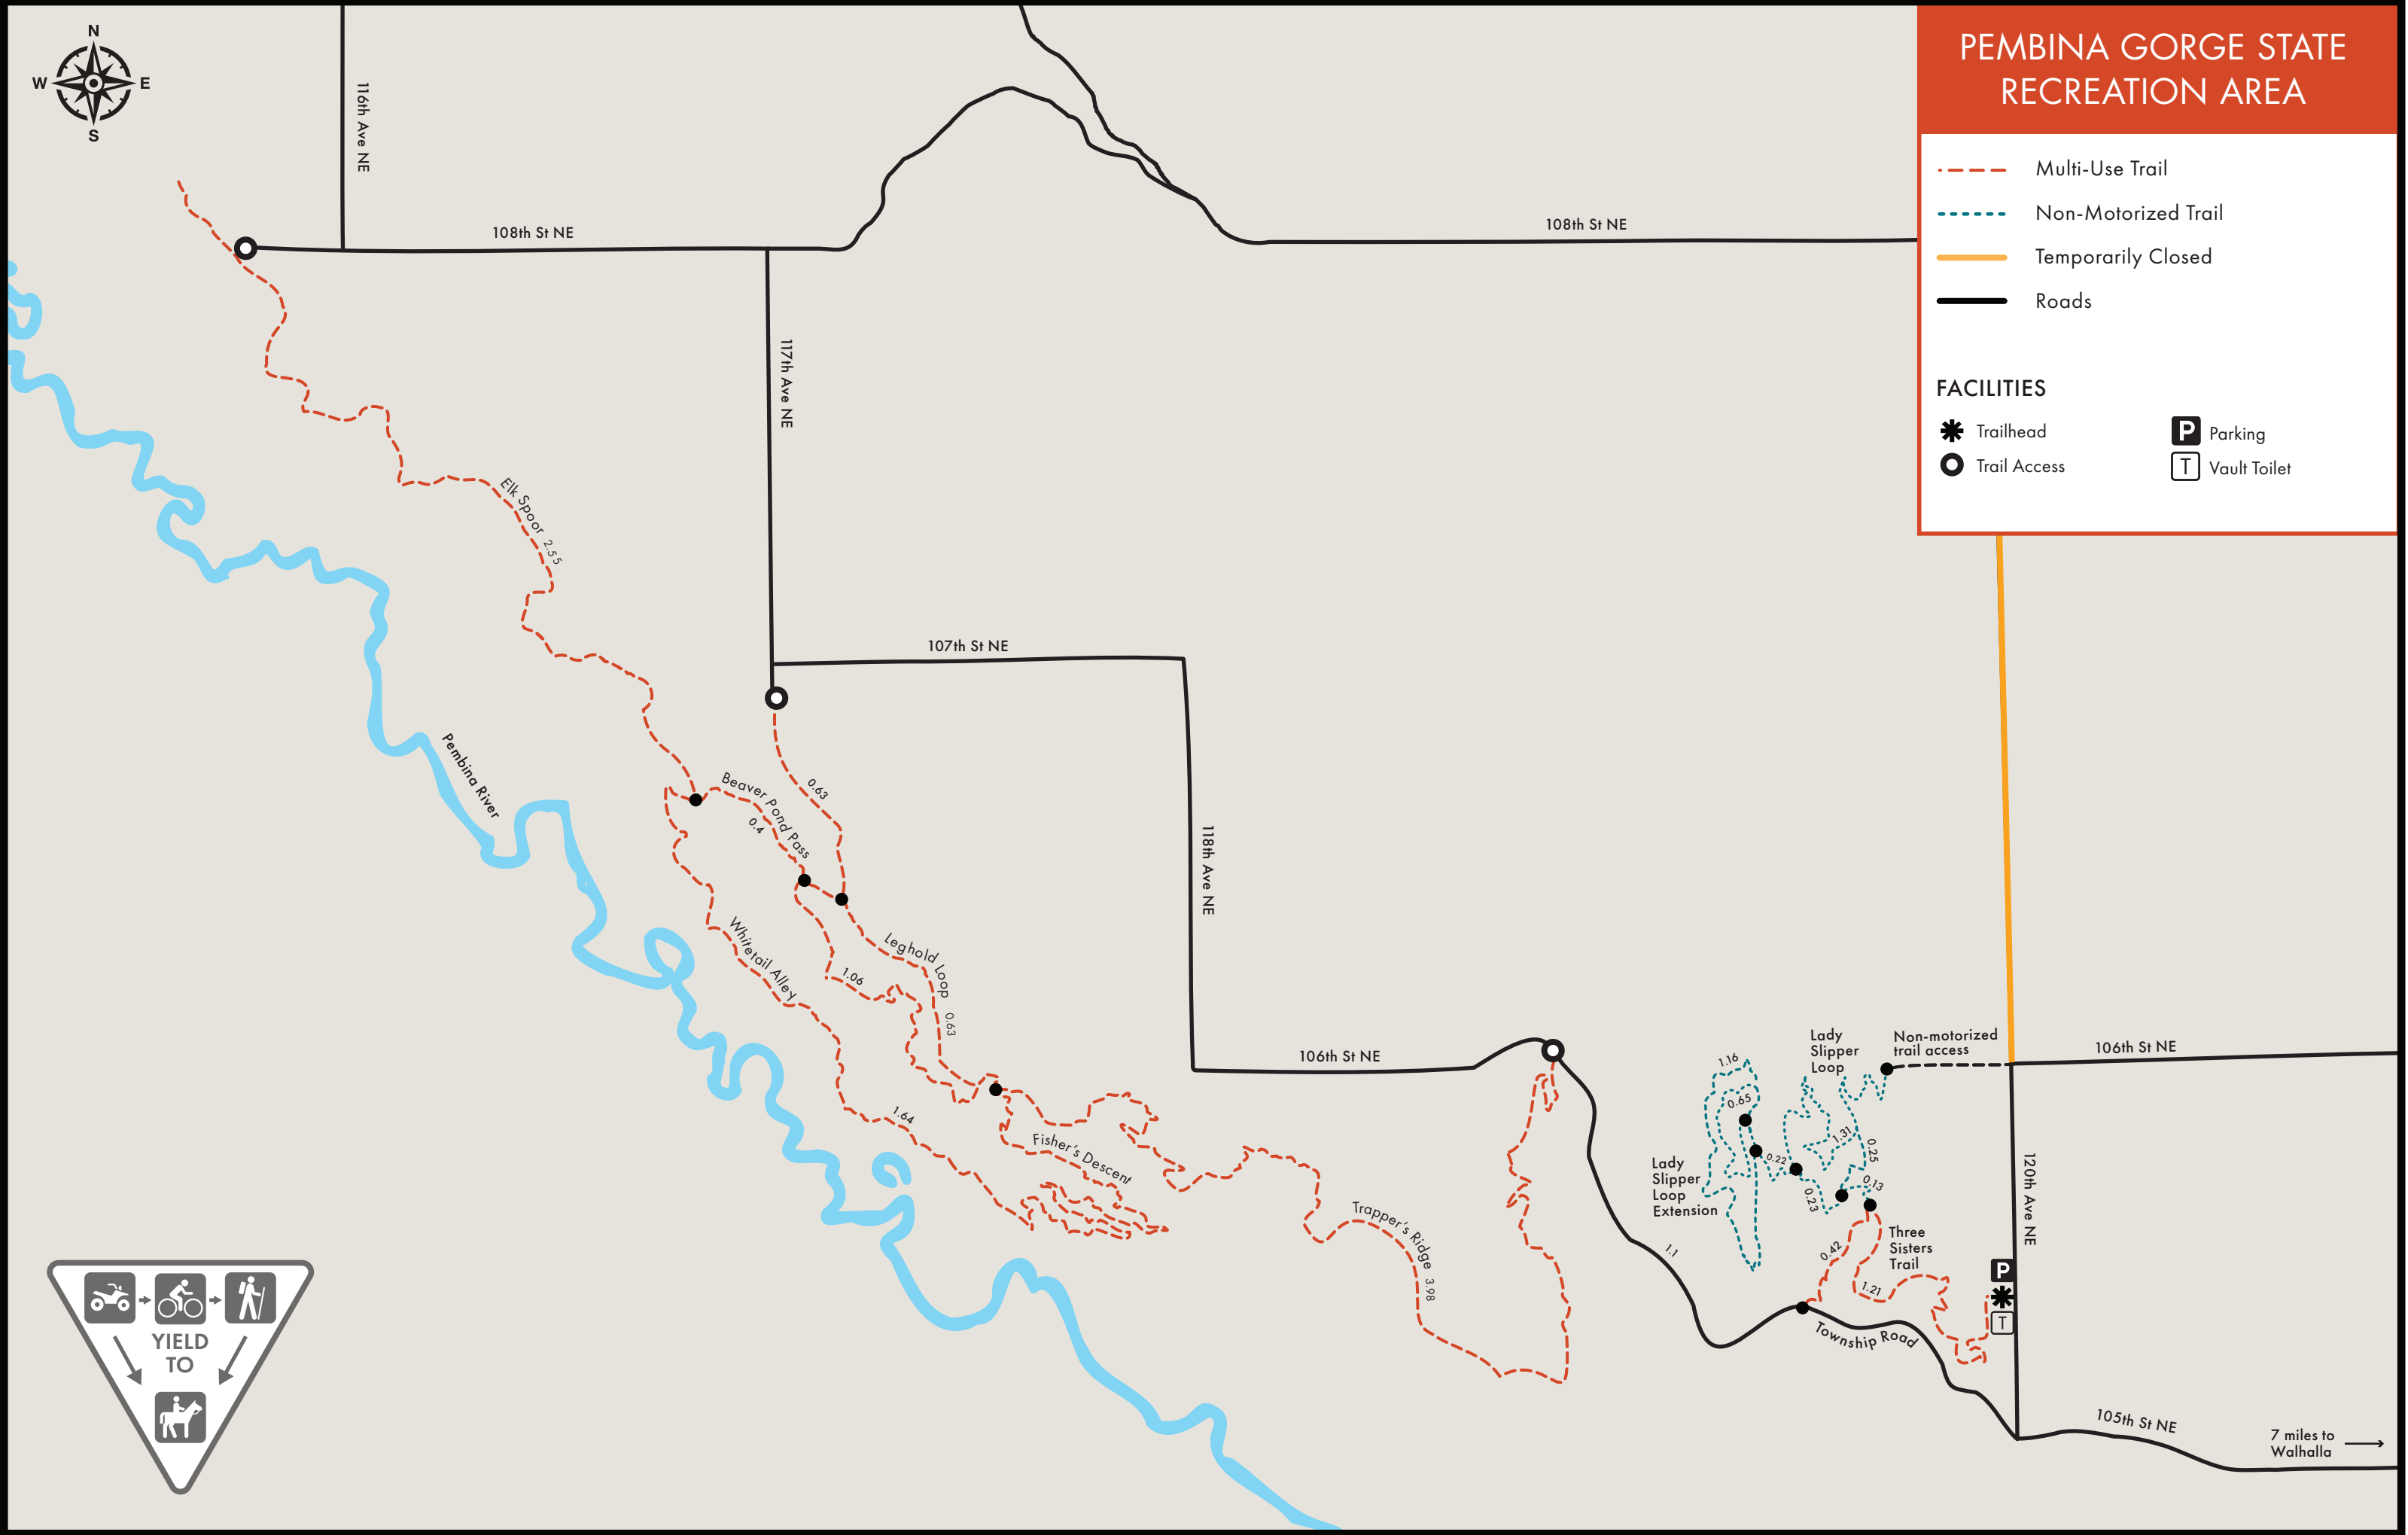 PEMBINA GORGE STATE
RECREATION AREA
Multi-Use Trail
Non-Motorized Trail
Temporarily Closed
Roads
FACILITIES
Trailhead
Trail Access
P Parking
T Vault Toilet
N
W
E
S
116th Ave NE
108th St NE
108th St NE
117th Ave NE
Elk Spoor 2.55
107th St NE
Pembina River
Beaver Pond Pass
0.4
0.63
118th Ave NE
Whitetail Alley
1.06
Leghold Loop
0.63
1.64
Fisher's Descent
Trapper's Ridge 3.98
106th St NE
1.1
Lady
Slipper
Loop
Non-motorized
trail access
106th St NE
1.16
0.65
1.31
0.25
0.22
0.13
0.23
Lady
Slipper
Loop
Extension
120th Ave NE
Three
Sisters
Trail
0.42
1.21
P
T
Township Road
105th St NE
7 miles to
Walhalla
YIELD
TO